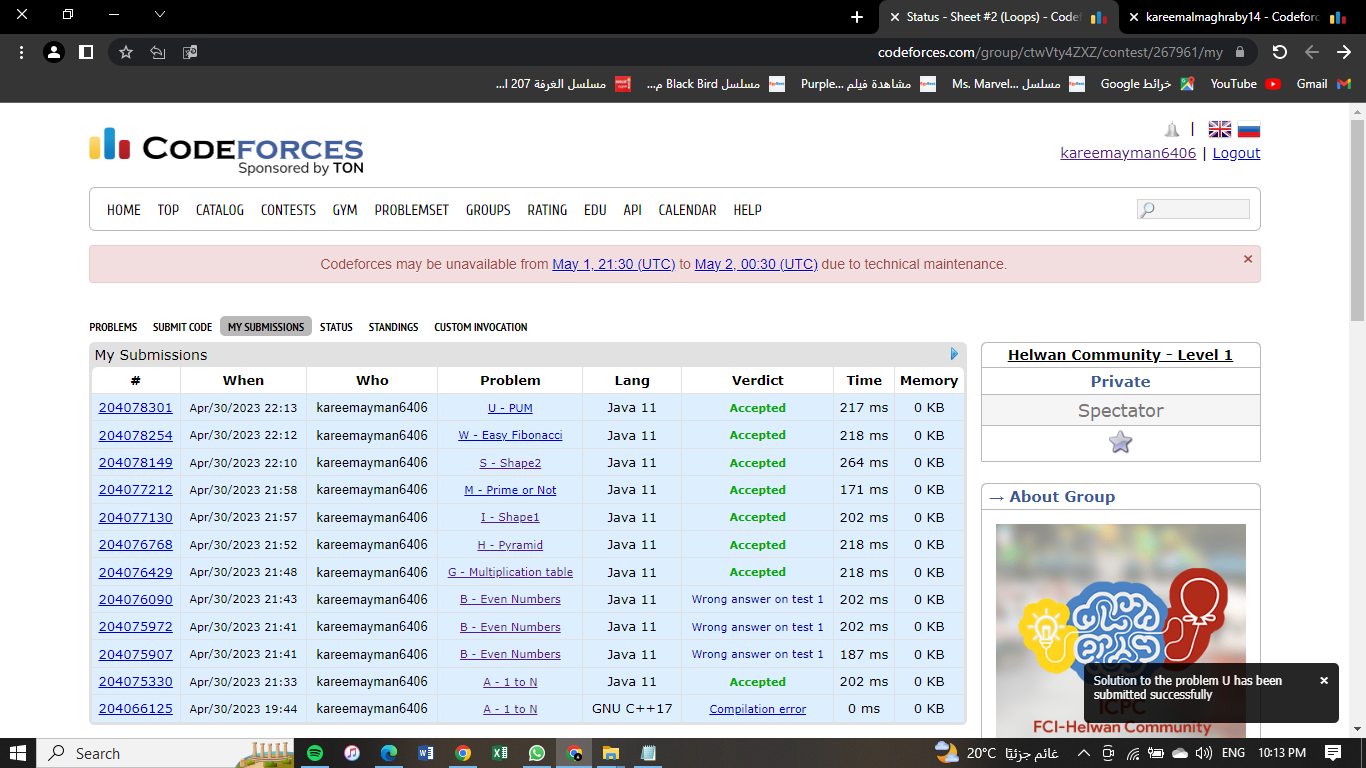 Status - Sheet #2 (Loops) - Codef
kareemalmaghraby14 - Codeforc
codeforces.com/group/ctwVty4ZXZ/contest/267961/my
مسلسل الغرفة 207 ا...
مسلسل Black Bird م...
مشاهدة فيلم Purple...
مسلسل Ms. Marvel...
خرائط Google
YouTube
Gmail
CODEFORCES
Sponsored by TON
kareemayman6406 | Logout
HOME TOP CATALOG CONTESTS GYM PROBLEMSET GROUPS RATING EDU API CALENDAR HELP
Codeforces may be unavailable from May 1, 21:30 (UTC) to May 2, 00:30 (UTC) due to technical maintenance.
PROBLEMS SUBMIT CODE MY SUBMISSIONS STATUS STANDINGS CUSTOM INVOCATION
My Submissions
# When Who Problem Lang Verdict Time Memory
204078301 Apr/30/2023 22:13 kareemayman6406 U - PUM Java 11 Accepted 217 ms 0 KB
204078254 Apr/30/2023 22:12 kareemayman6406 W - Easy Fibonacci Java 11 Accepted 218 ms 0 KB
204078149 Apr/30/2023 22:10 kareemayman6406 S - Shape2 Java 11 Accepted 264 ms 0 KB
204077212 Apr/30/2023 21:58 kareemayman6406 M - Prime or Not Java 11 Accepted 171 ms 0 KB
204077130 Apr/30/2023 21:57 kareemayman6406 I - Shape1 Java 11 Accepted 202 ms 0 KB
204076768 Apr/30/2023 21:52 kareemayman6406 H - Pyramid Java 11 Accepted 218 ms 0 KB
204076429 Apr/30/2023 21:48 kareemayman6406 G - Multiplication table Java 11 Accepted 218 ms 0 KB
204076090 Apr/30/2023 21:43 kareemayman6406 B - Even Numbers Java 11 Wrong answer on test 1 202 ms 0 KB
204075972 Apr/30/2023 21:41 kareemayman6406 B - Even Numbers Java 11 Wrong answer on test 1 202 ms 0 KB
204075907 Apr/30/2023 21:41 kareemayman6406 B - Even Numbers Java 11 Wrong answer on test 1 187 ms 0 KB
204075330 Apr/30/2023 21:33 kareemayman6406 A - 1 to N Java 11 Accepted 202 ms 0 KB
204066125 Apr/30/2023 19:44 kareemayman6406 A - 1 to N GNU C++17 Compilation error 0 ms 0 KB
Helwan Community - Level 1
Private
Spectator
→ About Group
Solution to the problem U has been
submitted successfully
ICPC
FCI-Helwan Community
Search
20°C غائم جزئيًا
ENG
10:13 PM